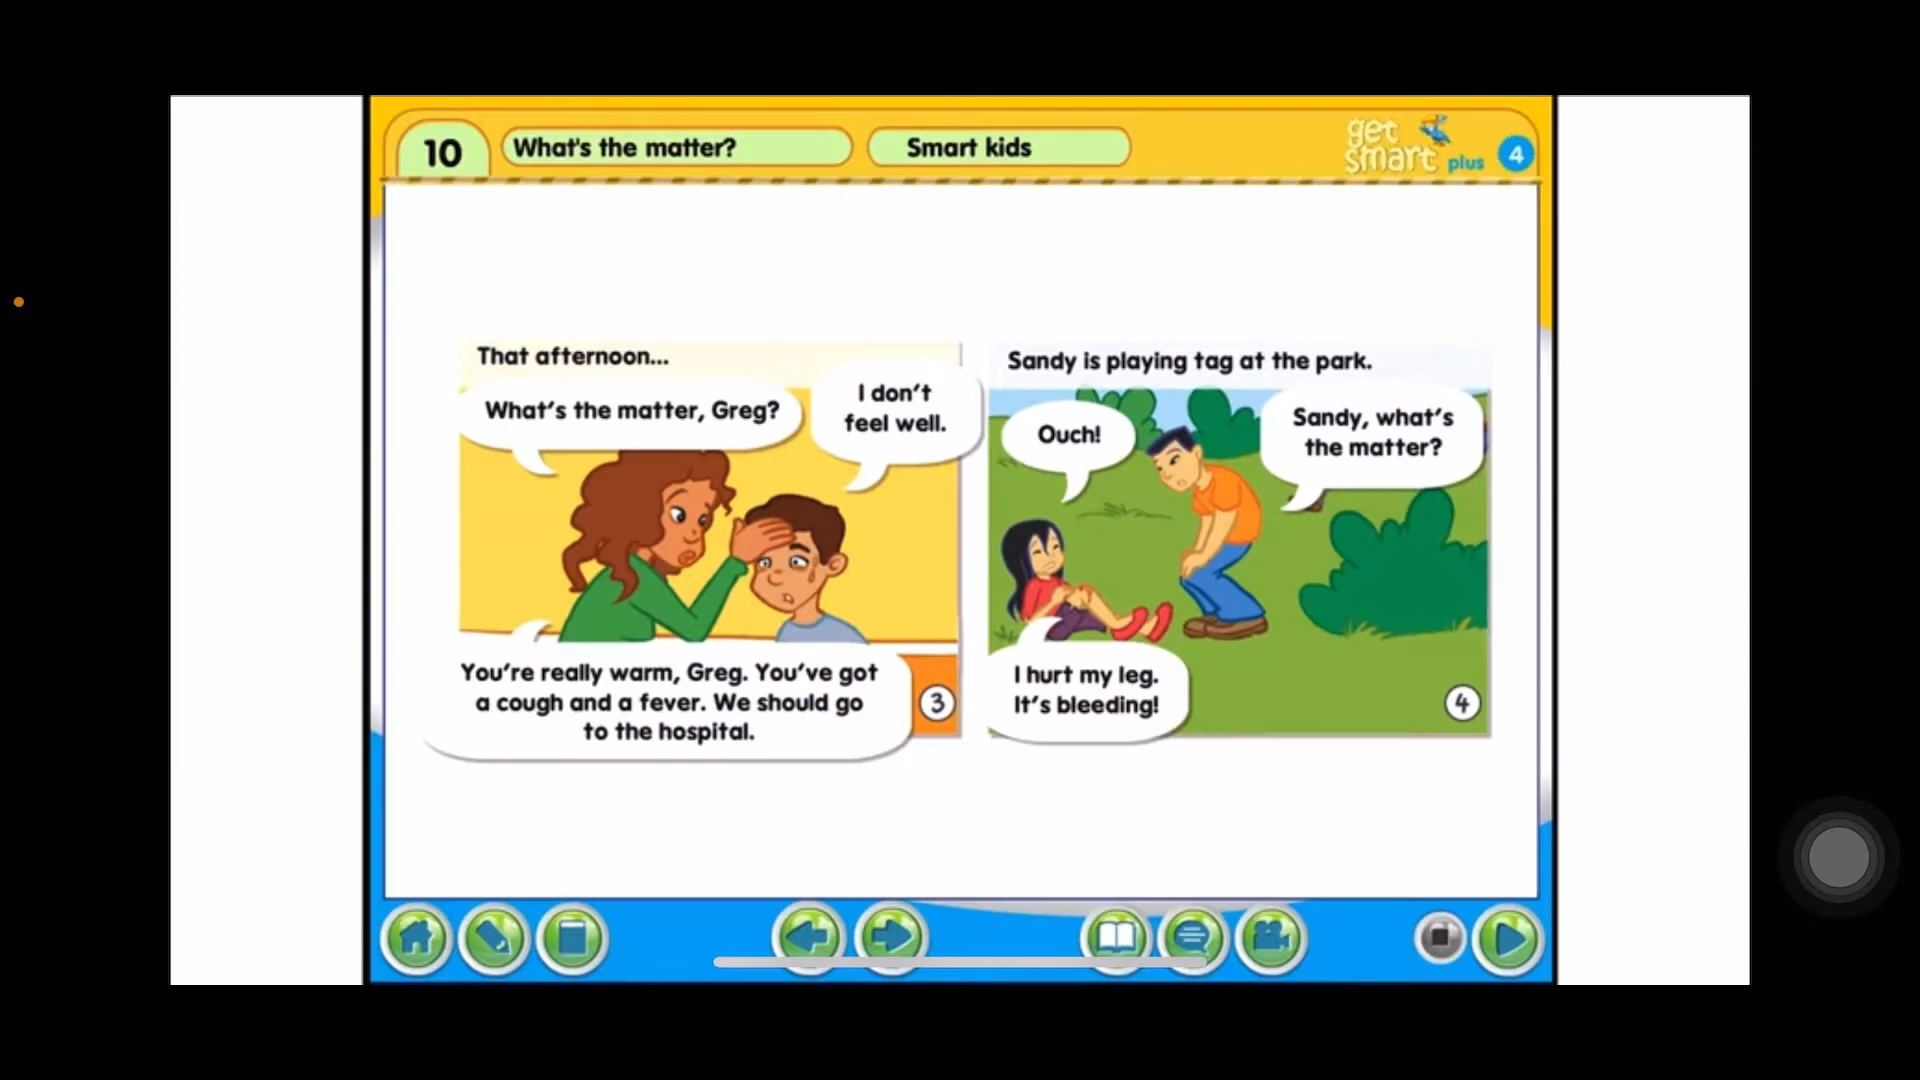 10
What's the matter?
Smart kids
get
smart plus 4
That afternoon...
What's the matter, Greg?
I don't
feel well.
You're really warm, Greg. You've got
a cough and a fever. We should go
to the hospital.
3
Sandy is playing tag at the park.
Ouch!
Sandy, what's
the matter?
I hurt my leg.
It's bleeding!
4